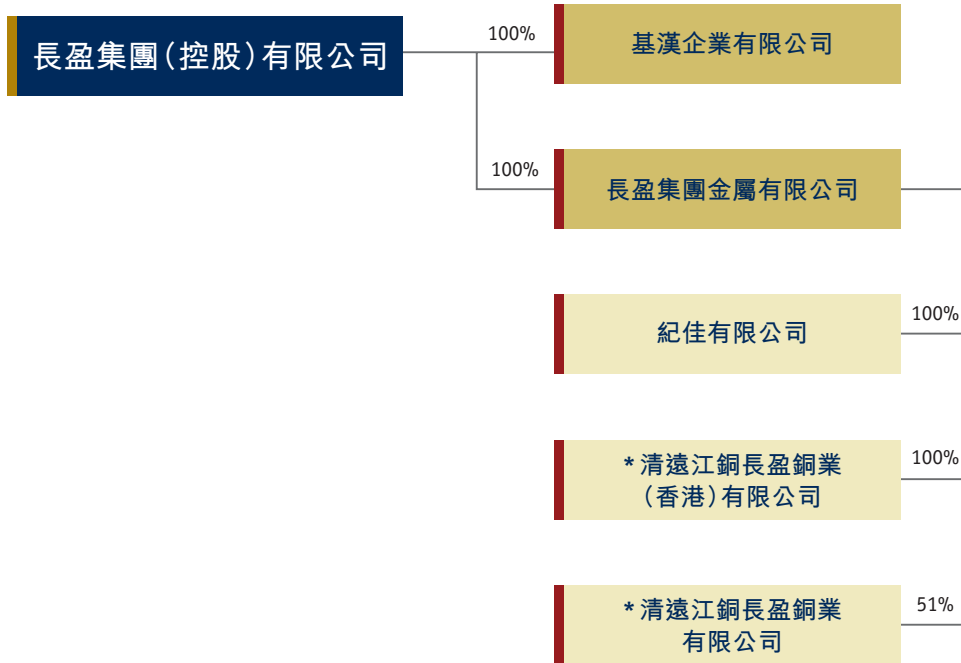 長盈集團(控股)有限公司
100%
基漢企業有限公司
100%
長盈集團金屬有限公司
紀佳有限公司
100%
*清遠江銅長盈銅業
(香港)有限公司
100%
*清遠江銅長盈銅業
有限公司
51%